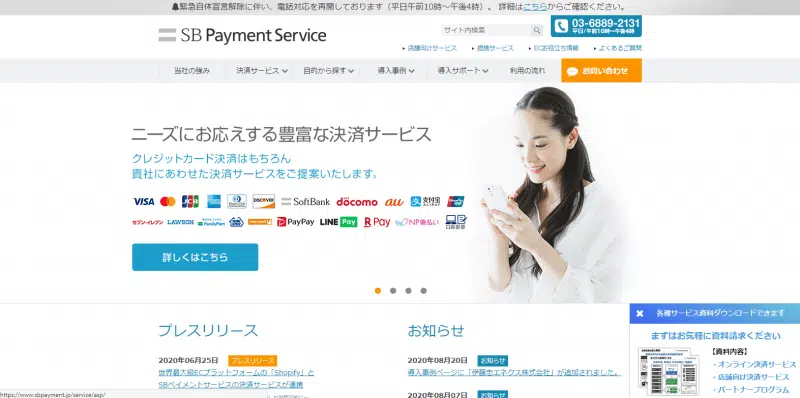 緊急自体宣言解除に伴い、電話対応を再開しております（平日午前10時～午後4時）。 詳細はこちらからご確認ください。
SB Payment Service
サイト内検索
03-6889-2131
平日/午前10時～午後4時
店舗向けサービス
提携サービス
ECお役立ち情報
よくあるご質問
当社の強み
決済サービス
目的から探す
導入事例
導入サポート
利用の流れ
お問い合わせ
ニーズにお応えする豊富な決済サービス
クレジットカード決済はもちろん
貴社にあわせた決済サービスをご提案いたします。
VISA
JCB
DISCOVER
SoftBank
docomo
au
支付宝
セブン‐イレブン
LAWSON
FamilyMart
PayPay
LINE Pay
R Pay
NP後払い
詳しくはこちら
プレスリリース
お知らせ
2020年06月25日
プレスリリース
世界最大級ECプラットフォームの「Shopify」と
SBペイメントサービスの決済サービスが連携
2020年08月20日
お知らせ
導入事例ページに「伊藤忠エネクス株式会社」が追加されました。
2020年08月07日
お知らせ
各種サービス資料ダウンロードできます
まずはお気軽に資料請求ください
【資料内容】
・オンライン決済サービス
・店舗向け決済サービス
・パートナープログラム
https://www.sbpayment.jp/service/asp/